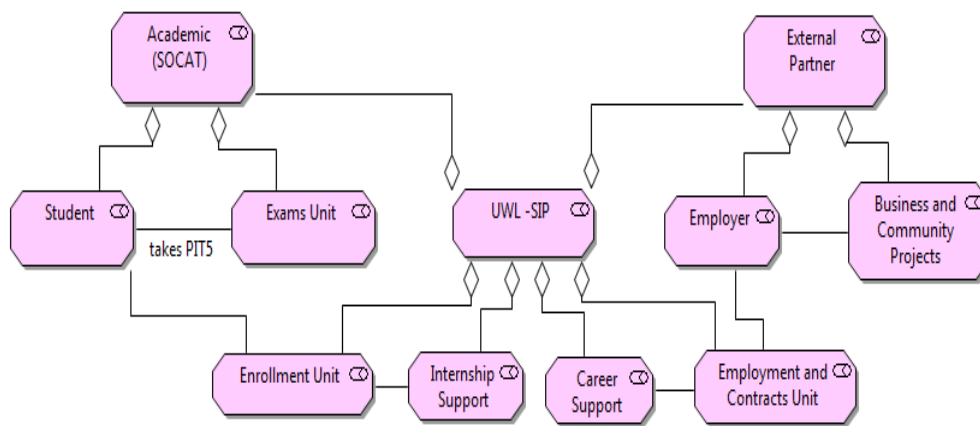 Academic
(SOCAT)
External
Partner
Student
Exams Unit
takes PIT5
UWL -SIP
Employer
Business and
Community
Projects
Enrollment Unit
Internship
Support
Career
Support
Employment and
Contracts Unit